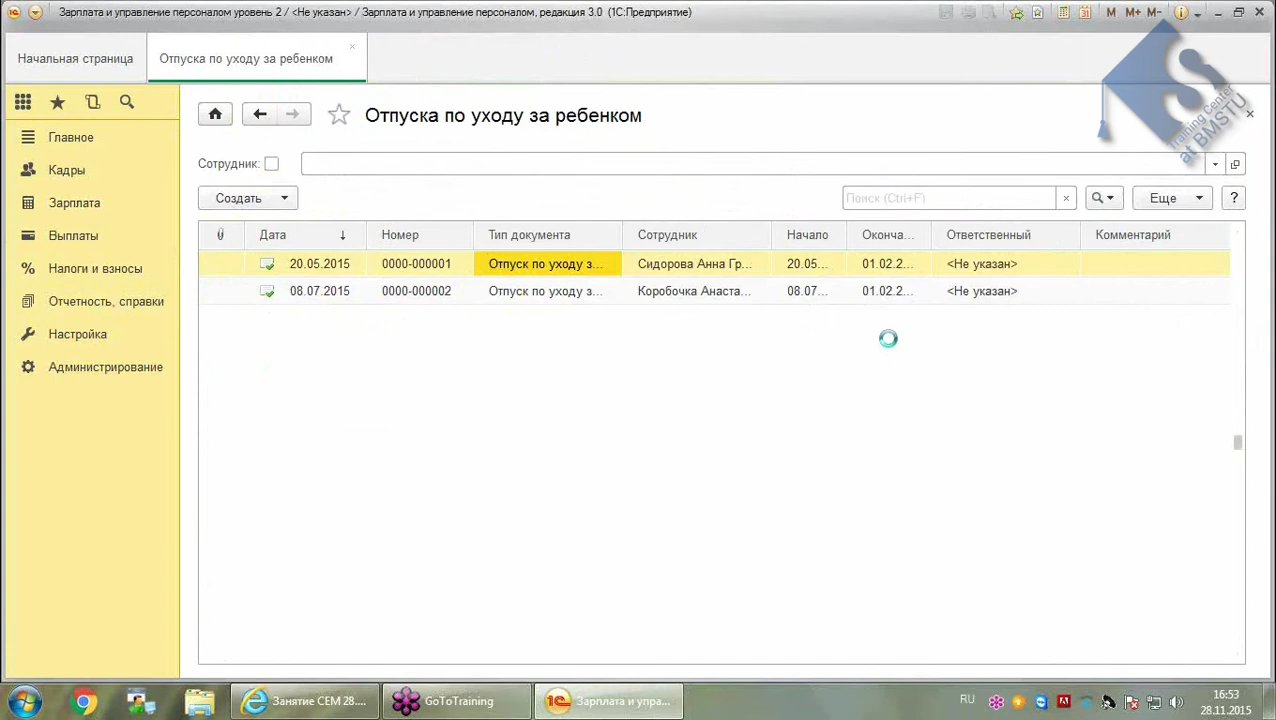 Зарплата и управление персоналом уровень 2 / <Не указан> / Зарплата и управление персоналом, редакция 3.0 (1С:Предприятие)
M M+ M-
Начальная страница
Отпуска по уходу за ребенком
Training Center
at BMSTU
Главное
Кадры
Зарплата
Выплаты
Налоги и взносы
Отчетность, справки
Настройка
Администрирование
Отпуска по уходу за ребенком
Сотрудник:
Создать
Поиск (Ctrl+F)
Еще
?
Дата Номер Тип документа Сотрудник Начало Оконча... Ответственный Комментарий
20.05.2015 0000-000001 Отпуск по уходу з... Сидорова Анна Гр... 20.05... 01.02.2... <Не указан>
08.07.2015 0000-000002 Отпуск по уходу з... Коробочка Анаста... 08.07... 01.02.2... <Не указан>
Занятие СЕМ 28....
GoToTraining
Зарплата и упра...
RU
16:53
28.11.2015